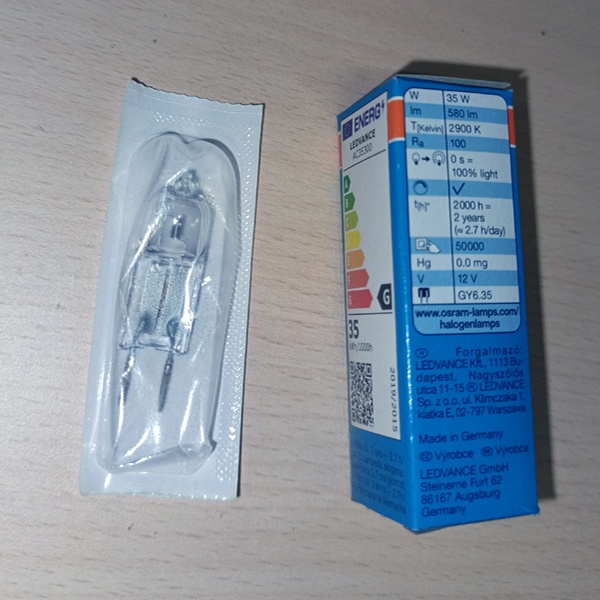 ENERG
LEDVANCE
AC35300
G
35
kWh/1000h
2019/2015
W 35 W
lm 580 lm
T[Kelvin] 2900 K
Ra 100
0 s =
100% light
✓
t[h] 2000 h =
2 years
(≈ 2.7 h/day)
50000
Hg 0.0 mg
V 12 V
GY6.35
www.osram-lamps.com/
halogenlamps
Forgalmazó:
LEDVANCE Kft., 1113 Bu-
dapest, Nagyszőlős
utca 11-15 LEDVANCE
Sp. z o.o. ul. Klimczaka 1,
klatka E, 02-797 Warszawa
Made in Germany
Výrobce Výrobca:
LEDVANCE GmbH
Steinerne Furt 62
86167 Augsburg
Germany